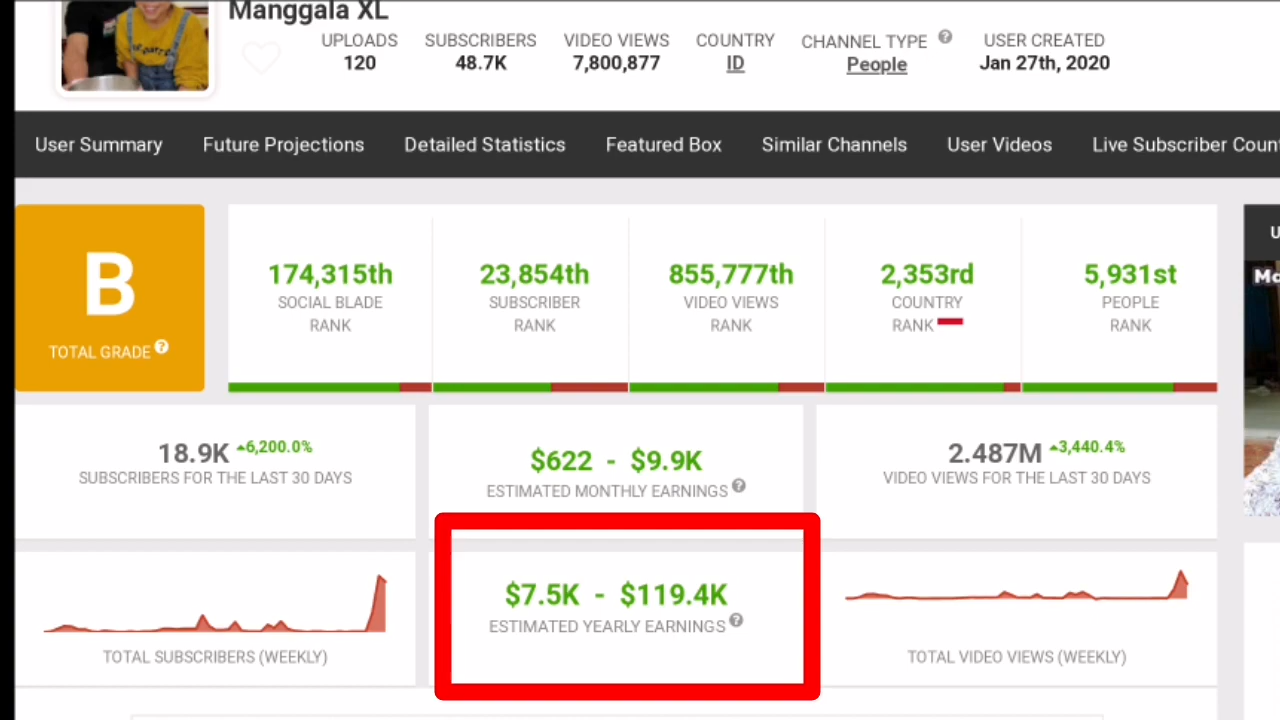 Manggala XL
UPLOADS
120
SUBSCRIBERS
48.7K
VIDEO VIEWS
7,800,877
COUNTRY
ID
CHANNEL TYPE ?
People
USER CREATED
Jan 27th, 2020
User Summary
Future Projections
Detailed Statistics
Featured Box
Similar Channels
User Videos
Live Subscriber Coun
B
TOTAL GRADE ?
174,315th
SOCIAL BLADE
RANK
23,854th
SUBSCRIBER
RANK
855,777th
VIDEO VIEWS
RANK
2,353rd
COUNTRY
RANK
5,931st
PEOPLE
RANK
18.9K 6,200.0%
SUBSCRIBERS FOR THE LAST 30 DAYS
$622 - $9.9K
ESTIMATED MONTHLY EARNINGS ?
2.487M 3,440.4%
VIDEO VIEWS FOR THE LAST 30 DAYS
TOTAL SUBSCRIBERS (WEEKLY)
$7.5K - $119.4K
ESTIMATED YEARLY EARNINGS ?
TOTAL VIDEO VIEWS (WEEKLY)